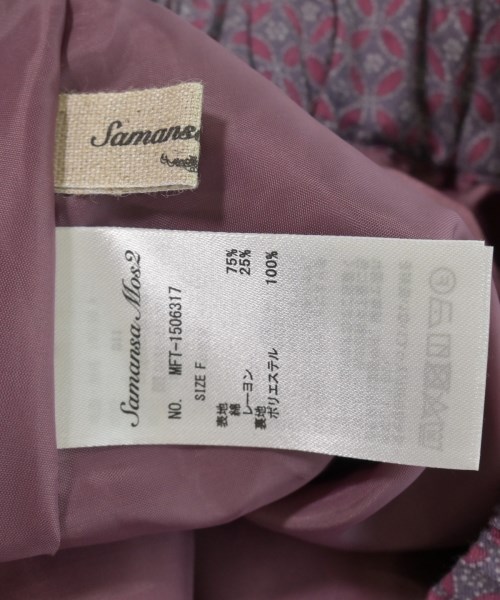 Samansa
Samansa Mos2
NO. MFT-1506317
SIZE F
表地
綿 75%
レーヨン 25%
裏地
ポリエステル 100%